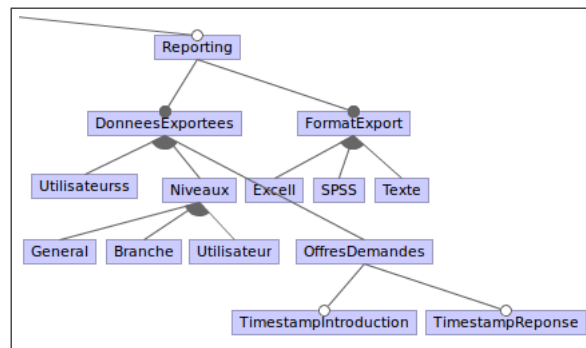 Reporting
DonneesExportees FormatExport
Utilisateurss Niveaux Excell SPSS Texte
General Branche Utilisateur OffresDemandes
TimestampIntroduction TimestampReponse